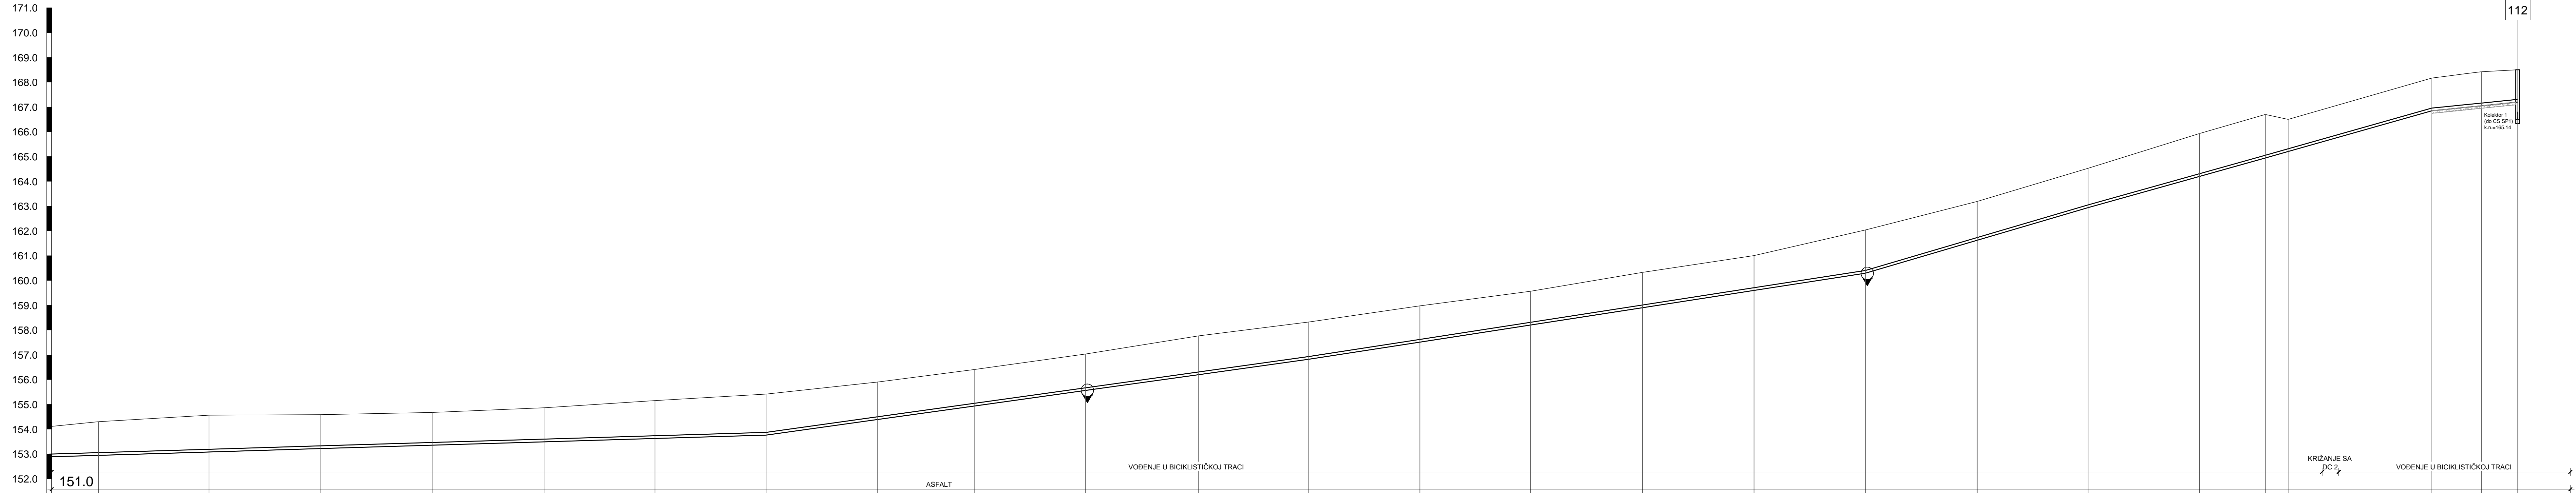 171.0
170.0
169.0
168.0
167.0
166.0
165.0
164.0
163.0
162.0
161.0
160.0
159.0
158.0
157.0
156.0
155.0
154.0
153.0
152.0
151.0
112
Kolektor 1
(do CS SP1)
k.n.=165.14
VOĐENJE U BICIKLISTIČKOJ TRACI
KRIŽANJE SA
DC 2
VOĐENJE U BICIKLISTIČKOJ TRACI
ASFALT